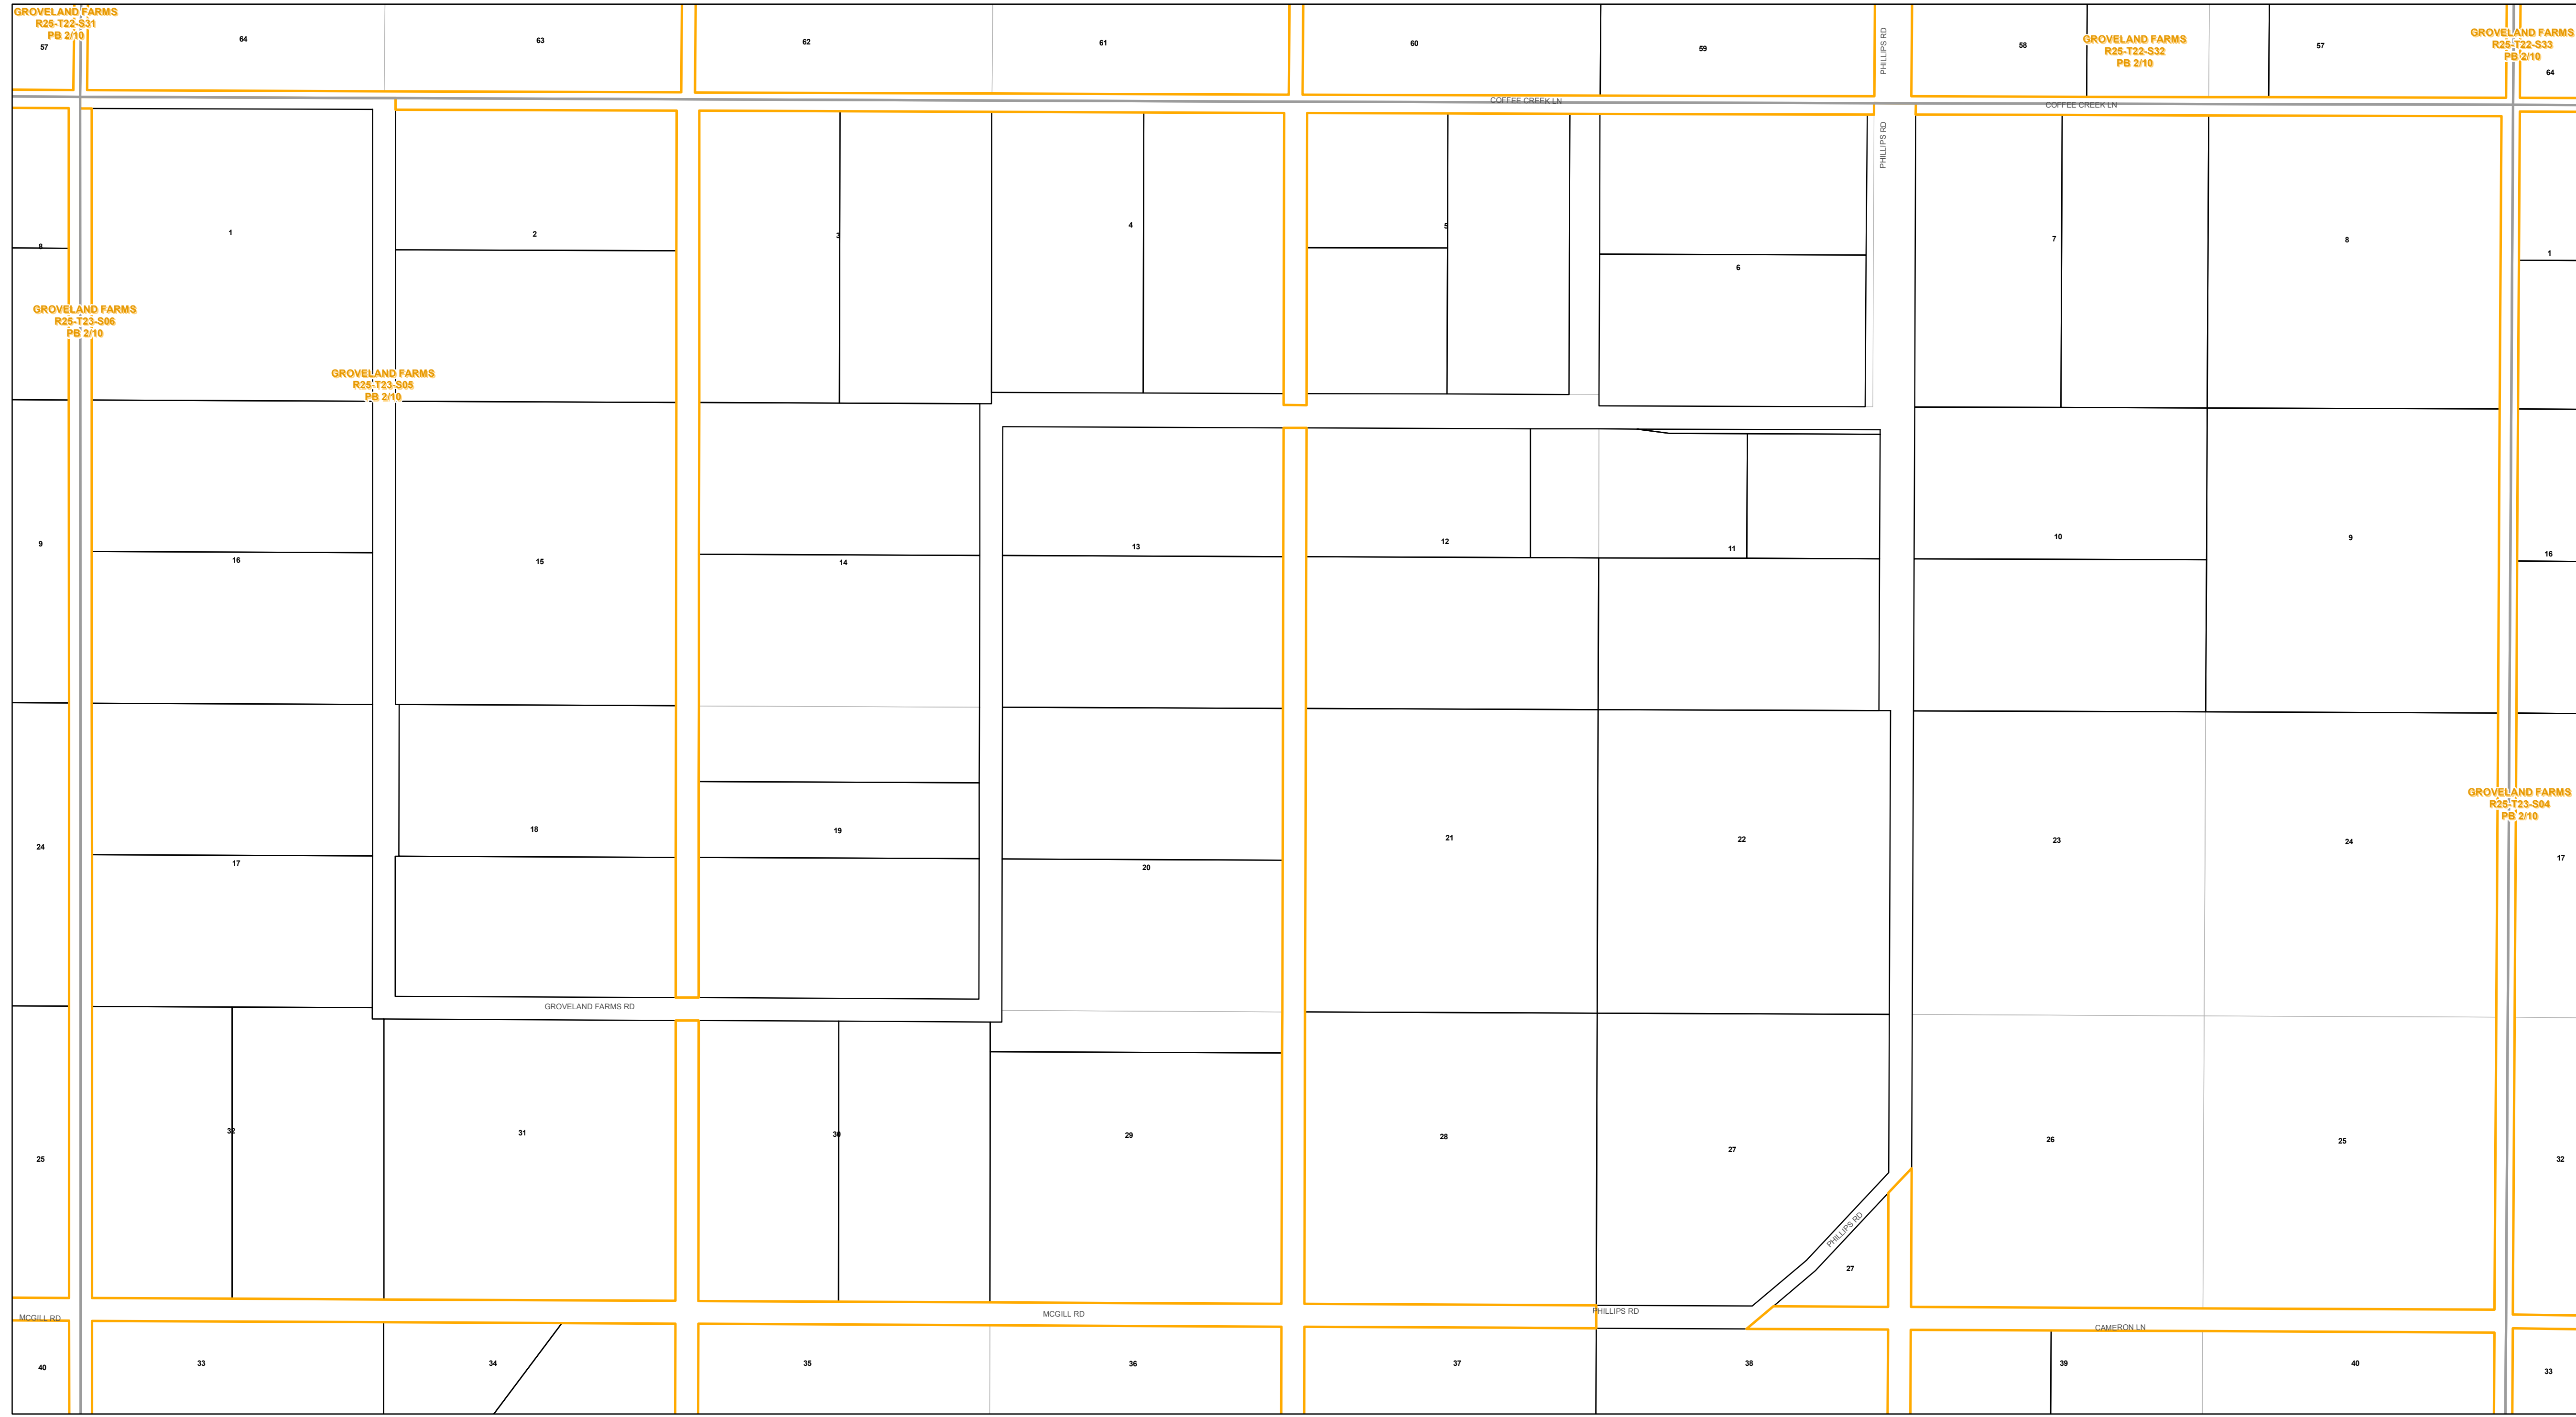 GROVELAND FARMS
R25-T22-S31
PB 2/10
57
64
63
62
61
60
59
PHILLIPS RD
58
GROVELAND FARMS
R25-T22-S32
PB 2/10
57
GROVELAND FARMS
R25-T22-S33
PB 2/10
64
COFFEE CREEK LN
COFFEE CREEK LN
PHILLIPS RD
8
1
2
3
4
5
6
7
8
1
GROVELAND FARMS
R25-T23-S06
PB 2/10
GROVELAND FARMS
R25-T23-S05
PB 2/10
9
16
15
14
13
12
11
10
9
16
GROVELAND FARMS
R25-T23-S04
PB 2/10
24
17
18
19
20
21
22
23
24
17
GROVELAND FARMS RD
25
32
31
30
29
28
27
26
25
32
PHILLIPS RD
27
MCGILL RD
MCGILL RD
PHILLIPS RD
CAMERON LN
40
33
34
35
36
37
38
39
40
33